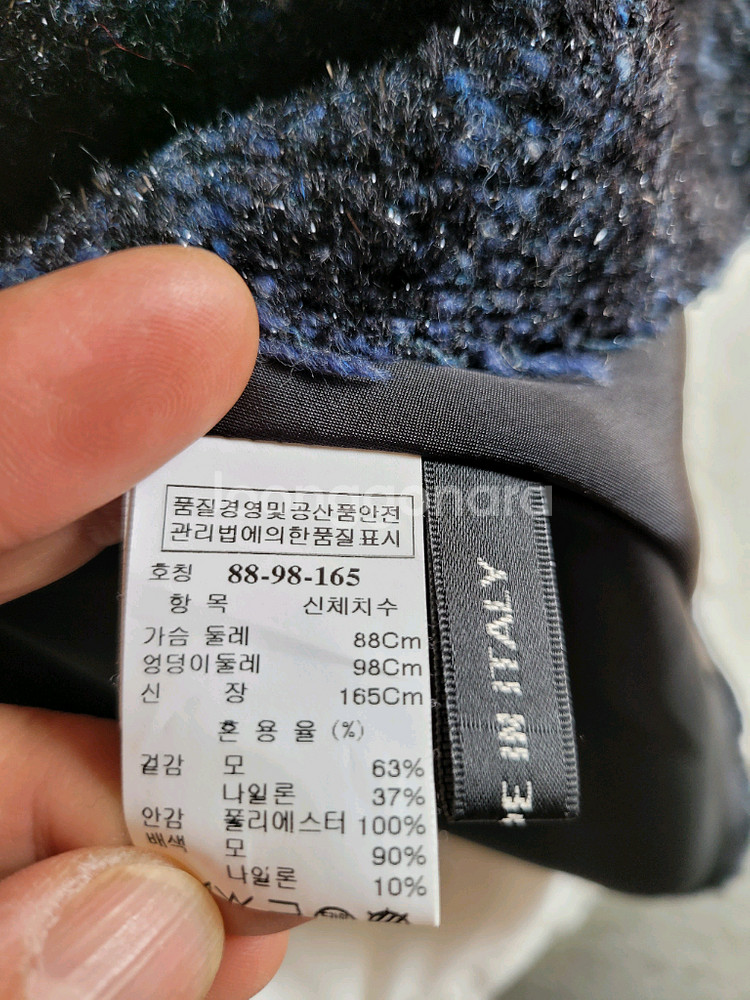 품질경영및공산품안전
관리법에의한품질표시
호칭 88-98-165
항 목 신체치수
가슴 둘레 88Cm
엉덩이둘레 98Cm
신 장 165Cm
혼 용 율 (%)
겉감 모 63%
나일론 37%
안감 폴리에스터 100%
배색 모 90%
나일론 10%
IN ITALY
joonggonara